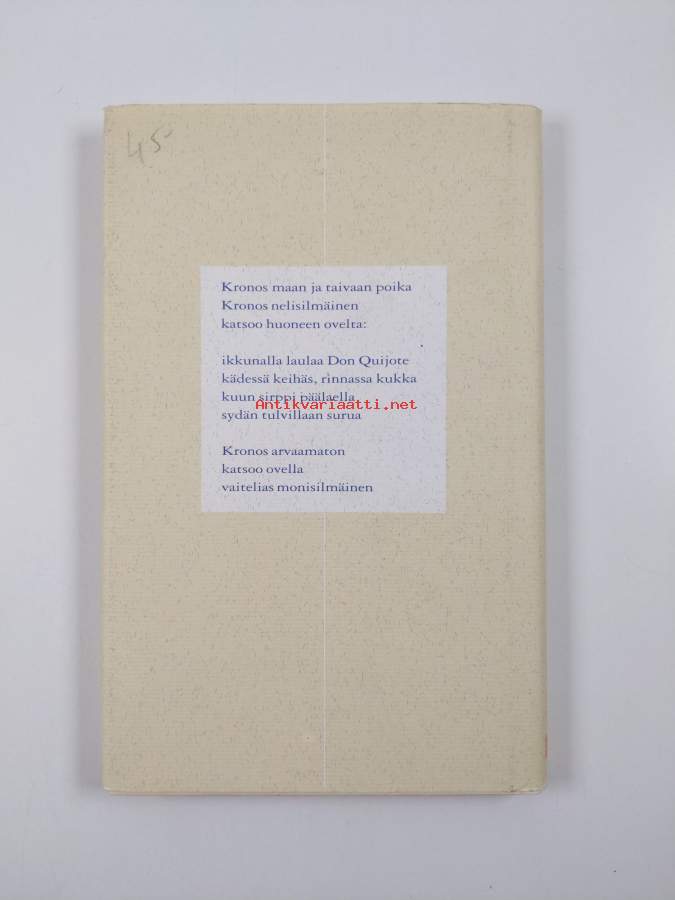 45
Kronos maan ja taivaan poika
Kronos nelisilmäinen
katsoo huoneen ovelta:
ikkunalla laulaa Don Quijote
kädessä keihäs, rinnassa kukka
kuun sirppi päälaella
Antikvariaatti.net
sydän tulvillaan surua
Kronos arvaamaton
katsoo ovella
vaitelias monisilmäinen